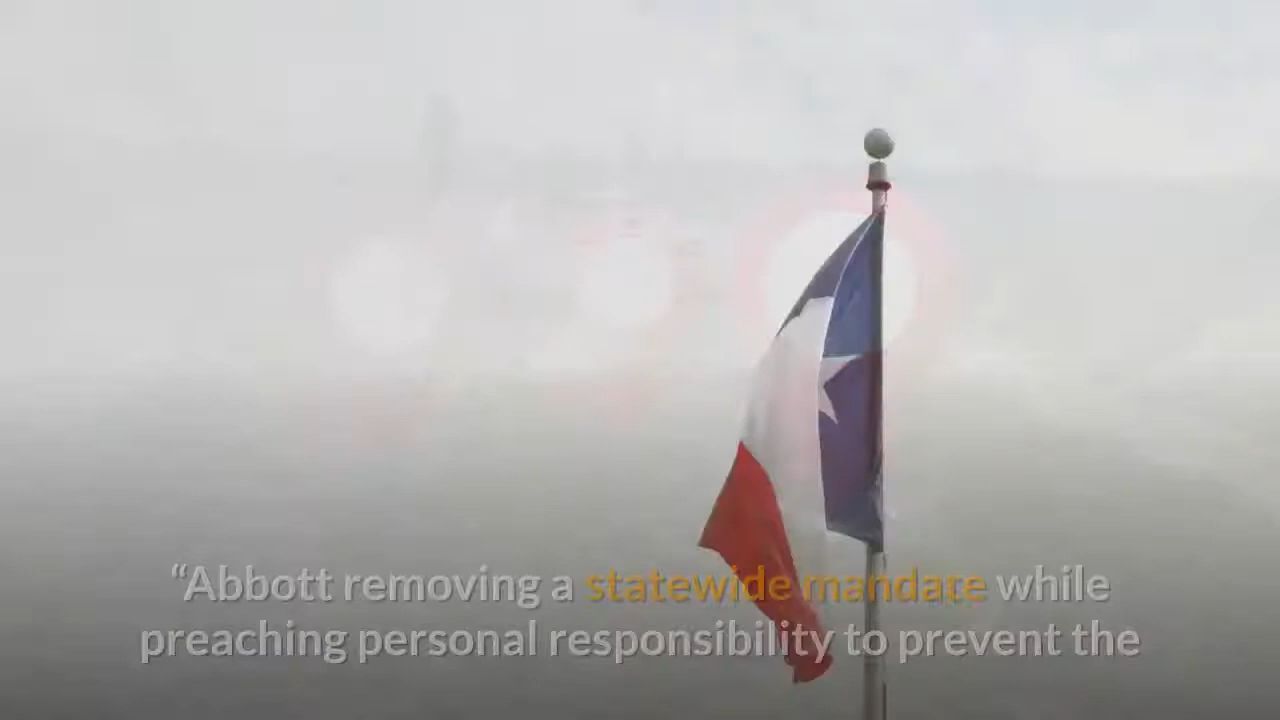 “Abbott removing a statewide mandate while
preaching personal responsibility to prevent the